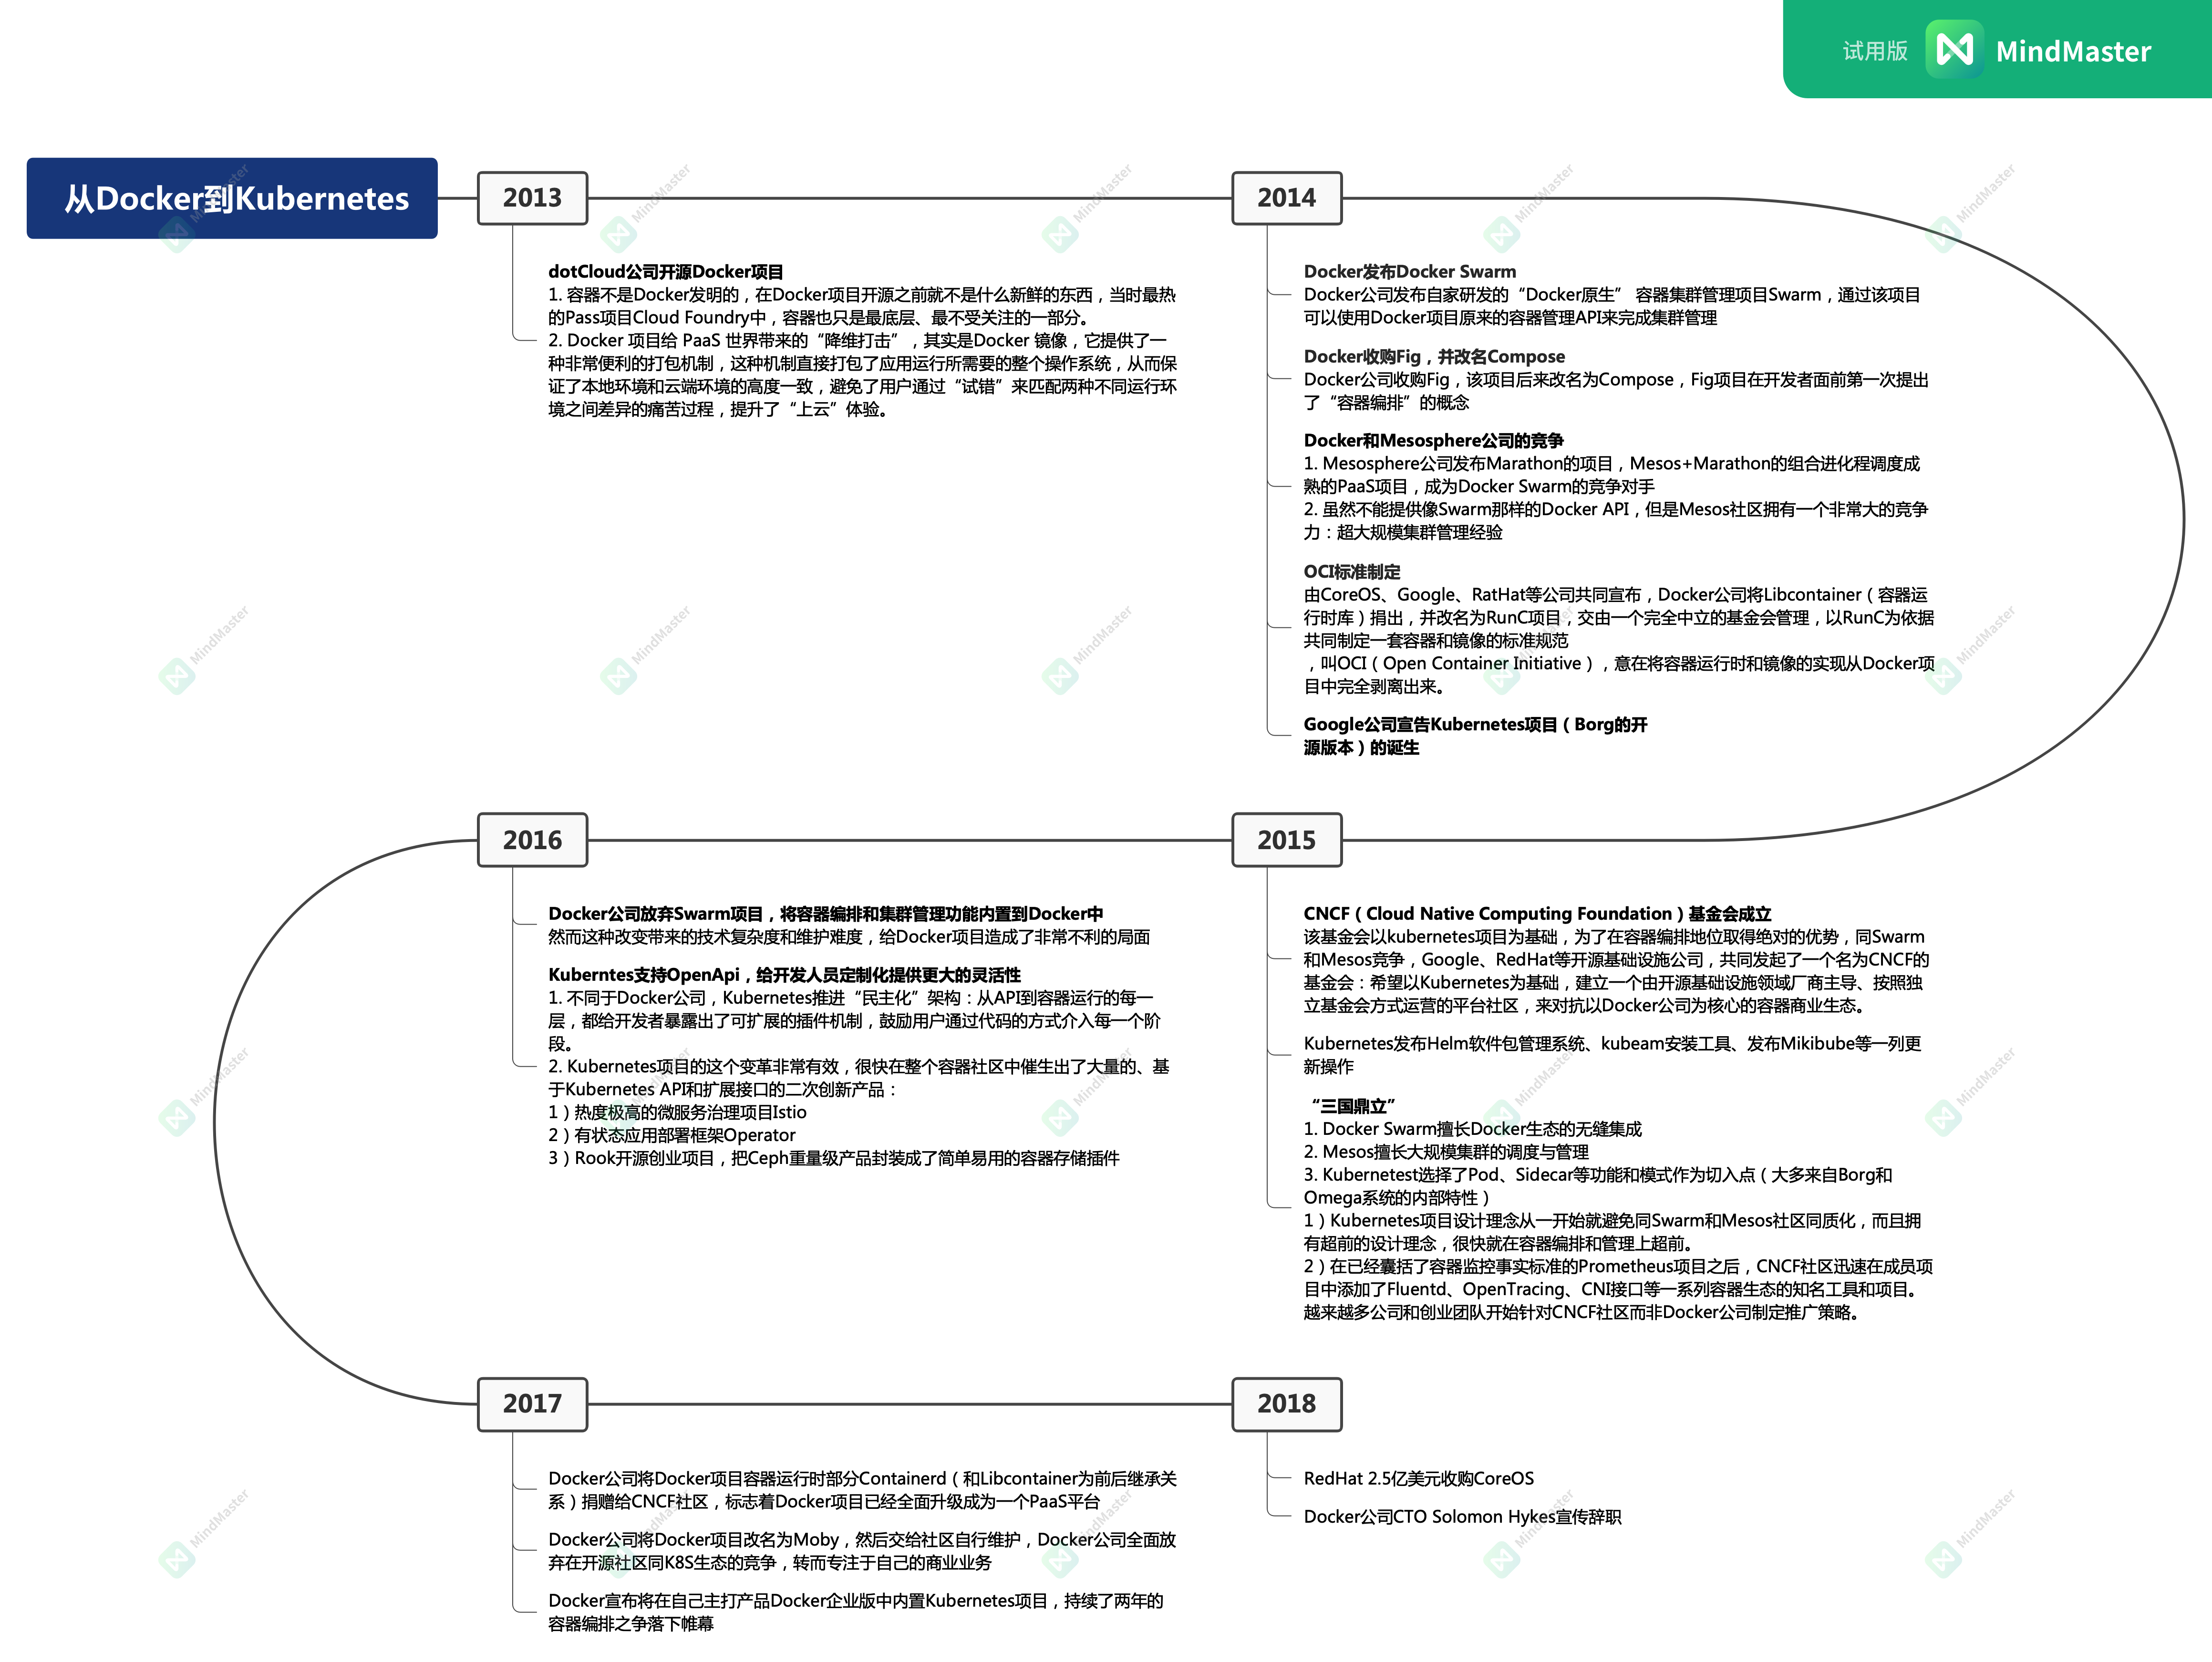 试用版 MindMaster
从Docker到Kubernetes
2013
dotCloud公司开源Docker项目
1. 容器不是Docker发明的，在Docker项目开源之前就不是什么新鲜的东西，当时最热
的Pass项目Cloud Foundry中，容器也只是最底层、最不受关注的一部分。
2. Docker 项目给 PaaS 世界带来的“降维打击”，其实是Docker 镜像，它提供了一
种非常便利的打包机制，这种机制直接打包了应用运行所需要的整个操作系统，从而保
证了本地环境和云端环境的高度一致，避免了用户通过“试错”来匹配两种不同运行环
境之间差异的痛苦过程，提升了“上云”体验。
2014
Docker发布Docker Swarm
Docker公司发布自家研发的“Docker原生” 容器集群管理项目Swarm，通过该项目
可以使用Docker项目原来的容器管理API来完成集群管理
Docker收购Fig，并改名Compose
Docker公司收购Fig，该项目后来改名为Compose，Fig项目在开发者面前第一次提出
了“容器编排”的概念
Docker和Mesosphere公司的竞争
1. Mesosphere公司发布Marathon的项目，Mesos+Marathon的组合进化程调度成
熟的PaaS项目，成为Docker Swarm的竞争对手
2. 虽然不能提供像Swarm那样的Docker API，但是Mesos社区拥有一个非常大的竞争
力：超大规模集群管理经验
OCI标准制定
由CoreOS、Google、RatHat等公司共同宣布，Docker公司将Libcontainer（容器运
行时库）捐出，并改名为RunC项目，交由一个完全中立的基金会管理，以RunC为依据
共同制定一套容器和镜像的标准规范
，叫OCI（Open Container Initiative），意在将容器运行时和镜像的实现从Docker项
目中完全剥离出来。
Google公司宣告Kubernetes项目（Borg的开
源版本）的诞生
2015
CNCF（Cloud Native Computing Foundation）基金会成立
该基金会以kubernetes项目为基础，为了在容器编排地位取得绝对的优势，同Swarm
和Mesos竞争，Google、RedHat等开源基础设施公司，共同发起了一个名为CNCF的
基金会：希望以Kubernetes为基础，建立一个由开源基础设施领域厂商主导、按照独
立基金会方式运营的平台社区，来对抗以Docker公司为核心的容器商业生态。
Kubernetes发布Helm软件包管理系统、kubeam安装工具、发布Mikibube等一列更
新操作
“三国鼎立”
1. Docker Swarm擅长Docker生态的无缝集成
2. Mesos擅长大规模集群的调度与管理
3. Kubernetest选择了Pod、Sidecar等功能和模式作为切入点（大多来自Borg和
Omega系统的内部特性）
1）Kubernetes项目设计理念从一开始就避免同Swarm和Mesos社区同质化，而且拥
有超前的设计理念，很快就在容器编排和管理上超前。
2）在已经囊括了容器监控事实标准的Prometheus项目之后，CNCF社区迅速在成员项
目中添加了Fluentd、OpenTracing、CNI接口等一系列容器生态的知名工具和项目。
越来越多公司和创业团队开始针对CNCF社区而非Docker公司制定推广策略。
2016
Docker公司放弃Swarm项目，将容器编排和集群管理功能内置到Docker中
然而这种改变带来的技术复杂度和维护难度，给Docker项目造成了非常不利的局面
Kuberntes支持OpenApi，给开发人员定制化提供更大的灵活性
1. 不同于Docker公司，Kubernetes推进“民主化”架构：从API到容器运行的每一
层，都给开发者暴露出了可扩展的插件机制，鼓励用户通过代码的方式介入每一个阶
段。
2. Kubernetes项目的这个变革非常有效，很快在整个容器社区中催生出了大量的、基
于Kubernetes API和扩展接口的二次创新产品：
1）热度极高的微服务治理项目Istio
2）有状态应用部署框架Operator
3）Rook开源创业项目，把Ceph重量级产品封装成了简单易用的容器存储插件
2017
Docker公司将Docker项目容器运行时部分Containerd（和Libcontainer为前后继承关
系）捐赠给CNCF社区，标志着Docker项目已经全面升级成为一个PaaS平台
Docker公司将Docker项目改名为Moby，然后交给社区自行维护，Docker公司全面放
弃在开源社区同K8S生态的竞争，转而专注于自己的商业业务
Docker宣布将在自己主打产品Docker企业版中内置Kubernetes项目，持续了两年的
容器编排之争落下帷幕
2018
RedHat 2.5亿美元收购CoreOS
Docker公司CTO Solomon Hykes宣传辞职